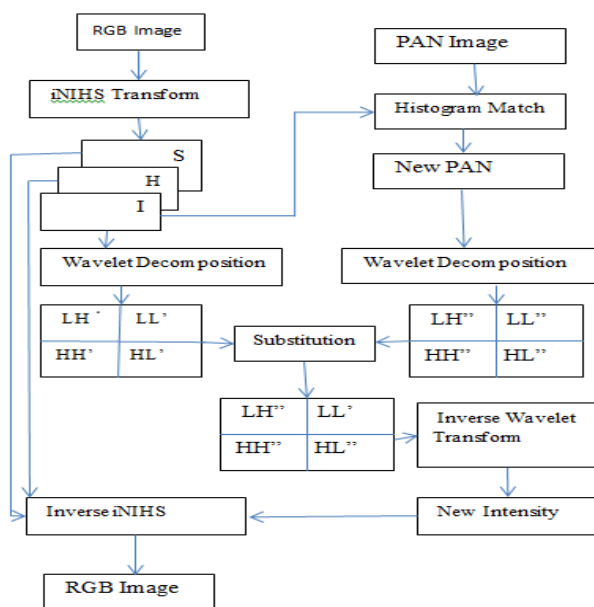 RGB Image
PAN Image
iNIHS Transform
Histogram Match
S
H
I
New PAN
Wavelet Decomposition
Wavelet Decomposition
LH ‘ LL’
HH’ HL’
LH” LL”
HH” HL”
Substitution
LH” LL’
HH” HL”
Inverse Wavelet
Transform
Inverse iNIHS
New Intensity
RGB Image